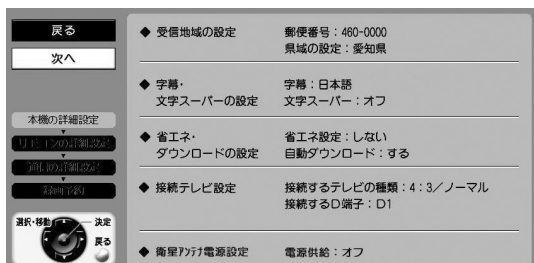 戻る
次へ
本機の詳細設定
選択・移動
決定
戻る
◆ 受信地域の設定 郵便番号：460-0000
県域の設定：愛知県
◆ 字幕・ 字幕：日本語
文字スーパーの設定 文字スーパー：オフ
◆ 省エネ・ 省エネ設定：しない
ダウンロードの設定 自動ダウンロード：する
◆ 接続テレビ設定 接続するテレビの種類：4：3／ノーマル
接続するD端子：D1
◆ 衛星ｱﾝﾃﾅ電源設定 電源供給：オフ